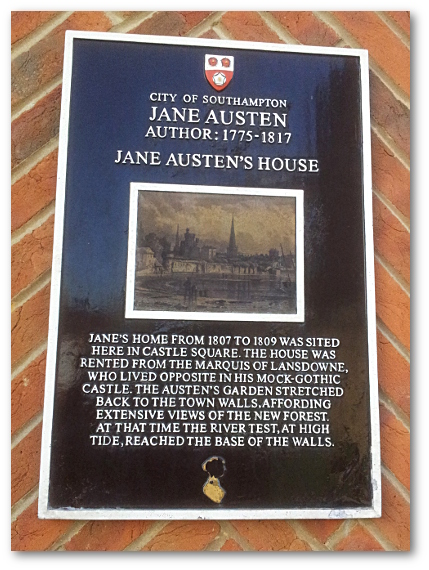 CITY OF SOUTHAMPTON
JANE AUSTEN
AUTHOR: 1775-1817
JANE AUSTEN'S HOUSE
JANE'S HOME FROM 1807 TO 1809 WAS SITED
HERE IN CASTLE SQUARE. THE HOUSE WAS
RENTED FROM THE MARQUIS OF LANSDOWNE,
WHO LIVED OPPOSITE IN HIS MOCK-GOTHIC
CASTLE. THE AUSTEN'S GARDEN STRETCHED
BACK TO THE TOWN WALLS, AFFORDING
EXTENSIVE VIEWS OF THE NEW FOREST.
AT THAT TIME THE RIVER TEST, AT HIGH
TIDE, REACHED THE BASE OF THE WALLS.